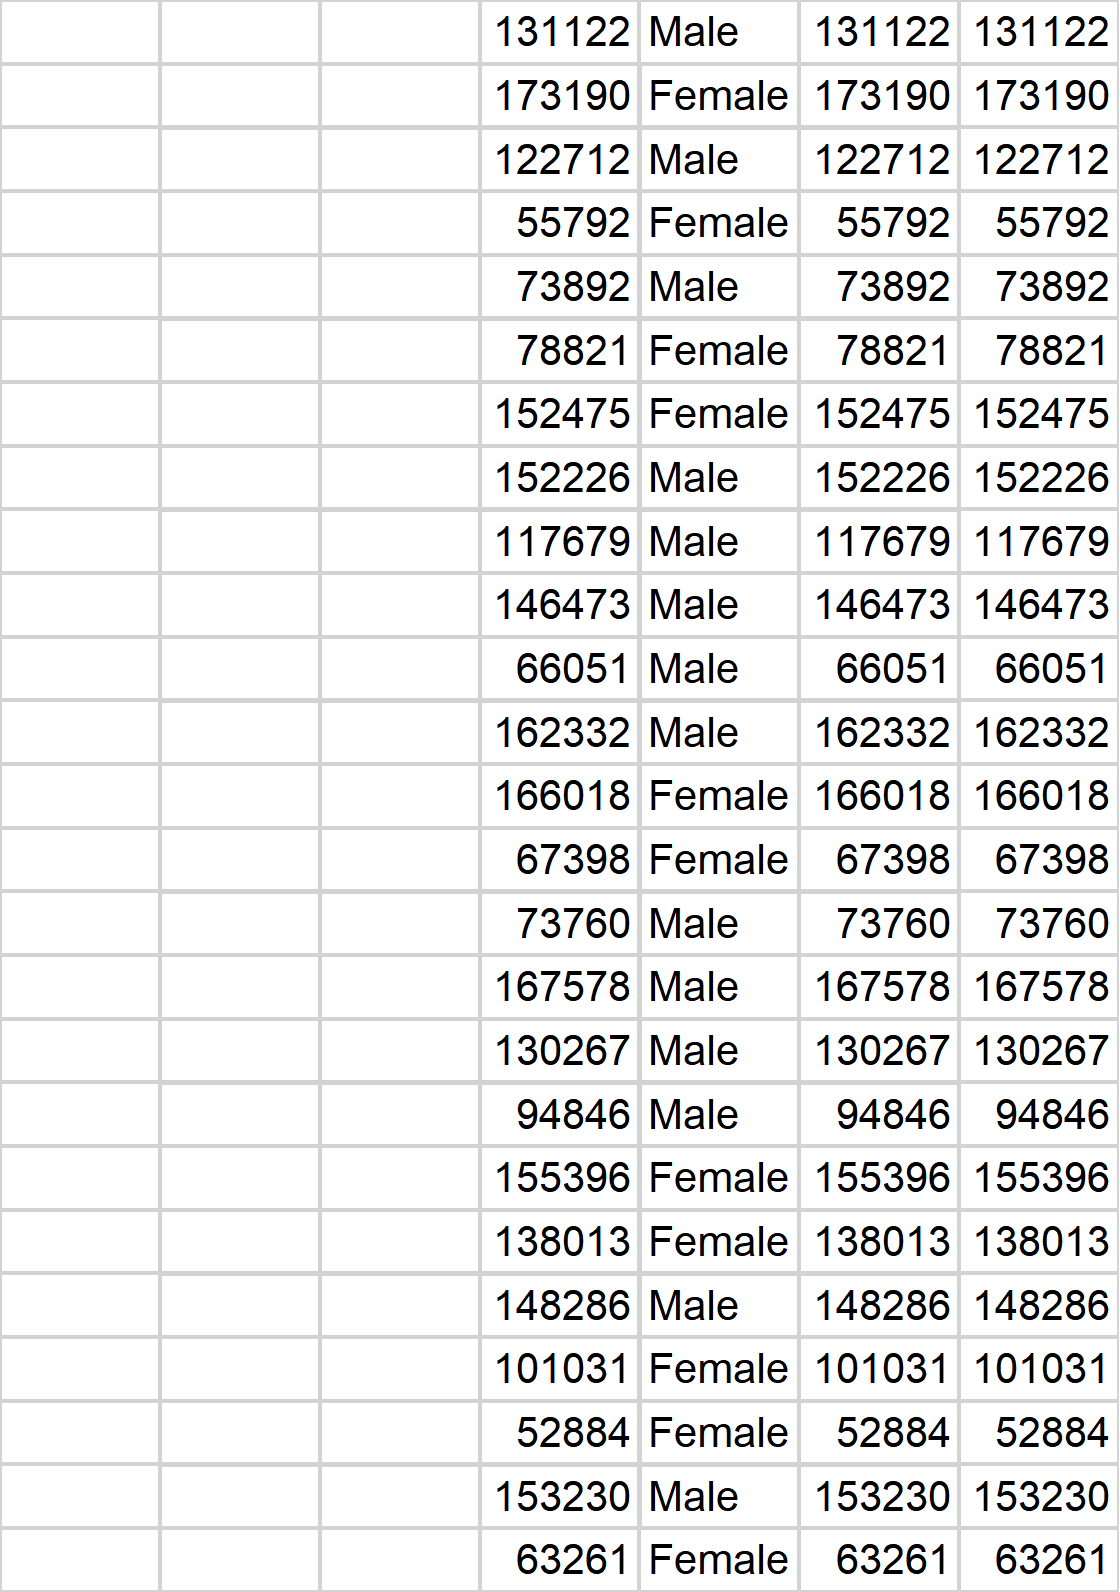 131122 Male 131122 131122
173190 Female 173190 173190
122712 Male 122712 122712
55792 Female 55792 55792
73892 Male 73892 73892
78821 Female 78821 78821
152475 Female 152475 152475
152226 Male 152226 152226
117679 Male 117679 117679
146473 Male 146473 146473
66051 Male 66051 66051
162332 Male 162332 162332
166018 Female 166018 166018
67398 Female 67398 67398
73760 Male 73760 73760
167578 Male 167578 167578
130267 Male 130267 130267
94846 Male 94846 94846
155396 Female 155396 155396
138013 Female 138013 138013
148286 Male 148286 148286
101031 Female 101031 101031
52884 Female 52884 52884
153230 Male 153230 153230
63261 Female 63261 63261